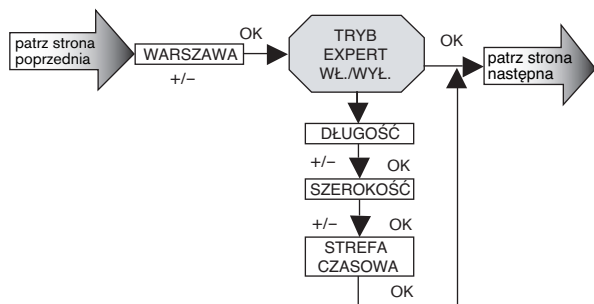 patrz strona
poprzednia
WARSZAWA
+/−
OK
TRYB
EXPERT
WŁ./WYŁ.
OK
patrz strona
następna
DŁUGOŚĆ
+/−
OK
SZEROKOŚĆ
+/−
OK
STREFA
CZASOWA
OK